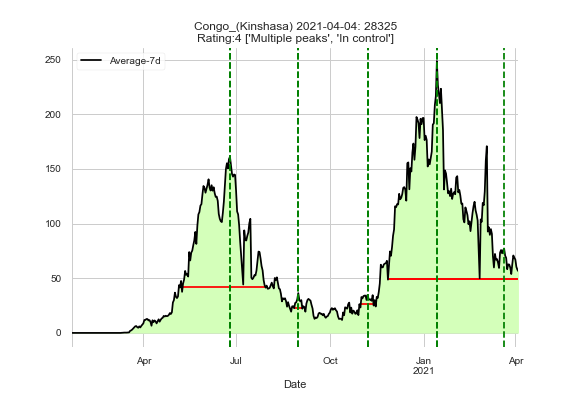 Congo_(Kinshasa) 2021-04-04: 28325
Rating:4 ['Multiple peaks', 'In control']
Average-7d
250
200
150
100
50
0
Apr
Jul
Oct
Jan
2021
Apr
Date